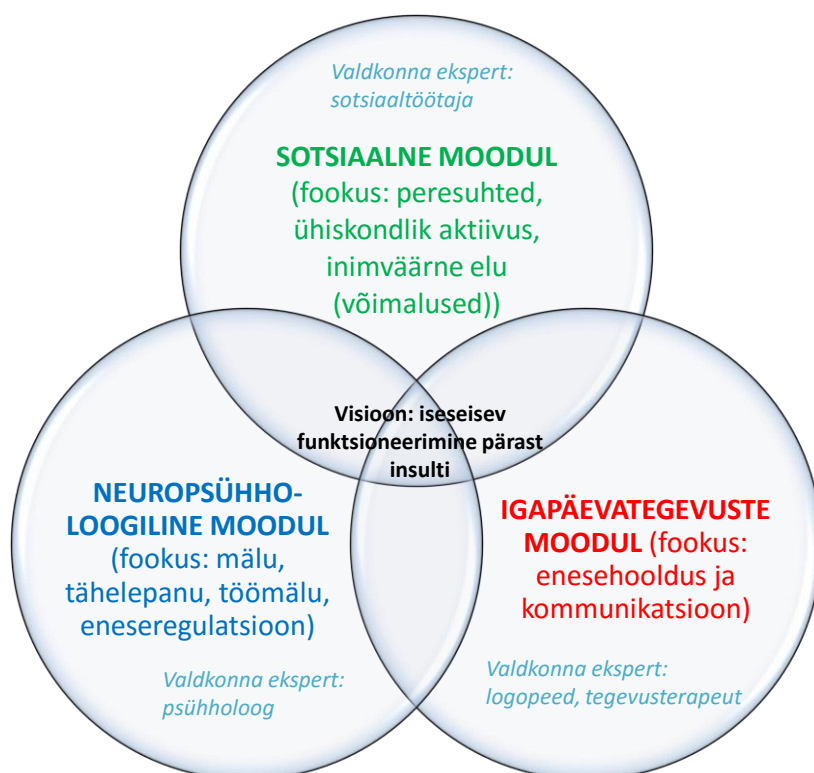 Valdkonna ekspert:
sotsiaaltöötaja
SOTSIAALNE MOODUL
(fookus: peresuhted,
ühiskondlik aktiivus,
inimväärne elu
(võimalused))
Visioon: iseseisev
funktsioneerimine pärast
insulti
NEUROPSÜHHO-
LOOGILINE MOODUL
(fookus: mälu,
tähelepanu, töömälu,
eneseregulatsioon)
Valdkonna ekspert:
psühholoog
IGAPÄEVATEGEVUSTE
MOODUL (fookus:
enesehooldus ja
kommunikatsioon)
Valdkonna ekspert:
logopeed, tegevusterapeut